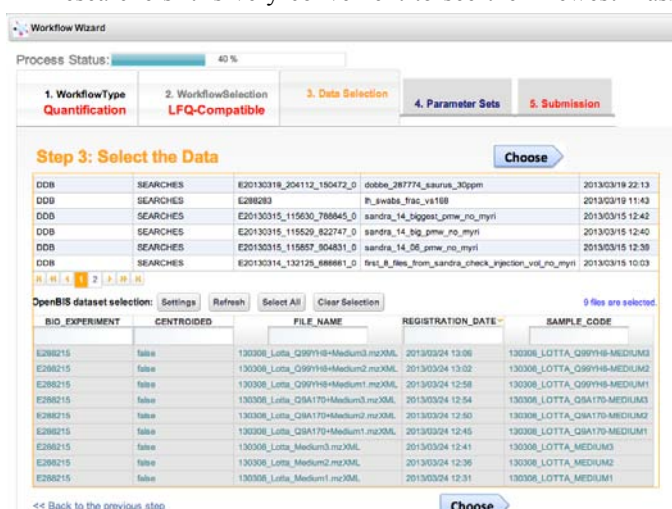 Workflow Wizard
Process Status: 40 %
1. WorkflowType
Quantification
2. WorkflowSelection
LFQ-Compatible
3. Data Selection
4. Parameter Sets
5. Submission
Step 3: Select the Data
Choose
DDB SEARCHES E20130319_204112_150472_0 dobbe_287774_saurus_30ppm 2013/03/19 22:13
DDB SEARCHES E288283 lh_swabs_frac_vs168 2013/03/19 11:43
DDB SEARCHES sandra_14_biggest_pmw_no_myri 2013/03/15 12:42
DDB SEARCHES E20130315_115529_822747_0 sandra_14_big_pmw_no_myri 2013/03/15 12:40
DDB SEARCHES E20130315_115857_904831_0 sandra_14_06_pmw_no_myri 2013/03/15 12:39
DDB SEARCHES first_8_files_from_sandra_check_injection_vol_no_myri 2013/03/15 10:03
1 2
OpenBIS dataset selection: Settings Refresh Select All Clear Selection 9 files are selected.
BIO_EXPERIMENT CENTROIDED FILE_NAME REGISTRATION_DATE SAMPLE_CODE
E288215 false 130308_Lotta_Q99YH8+Medium3.mzXML 2013/03/24 13:06 130308_LOTTA_Q99YH8-MEDIUM3
E288215 false 130308_Lotta_Q99YH8+Medium2.mzXML 2013/03/24 13:02 130308_LOTTA_Q99YH8-MEDIUM2
E288215 false 130308_Lotta_Q99YH8+Medium1.mzXML 2013/03/24 12:58 130308_LOTTA_Q99YH8-MEDIUM1
E288215 false 130308_Lotta_Q9A170+Medium3.mzXML 2013/03/24 12:54 130308_LOTTA_Q9A170-MEDIUM3
E288215 false 130308_Lotta_Q9A170+Medium2.mzXML 2013/03/24 12:50 130308_LOTTA_Q9A170-MEDIUM2
E288215 false 130308_Lotta_Q9A170+Medium1.mzXML 2013/03/24 12:45 130308_LOTTA_Q9A170-MEDIUM1
E288215 false 130308_Lotta_Medium3.mzXML 2013/03/24 12:41 130308_LOTTA_MEDIUM3
E288215 false 130308_Lotta_Medium2.mzXML 2013/03/24 12:36 130308_LOTTA_MEDIUM2
E288215 false 130308_Lotta_Medium1.mzXML 2013/03/24 12:31 130308_LOTTA_MEDIUM1
<< Back to the previous step Choose